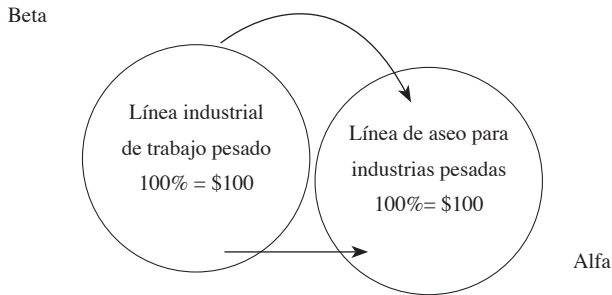 Beta
Línea industrial
de trabajo pesado
100% = $100
Línea de aseo para
industrias pesadas
100%= $100
Alfa